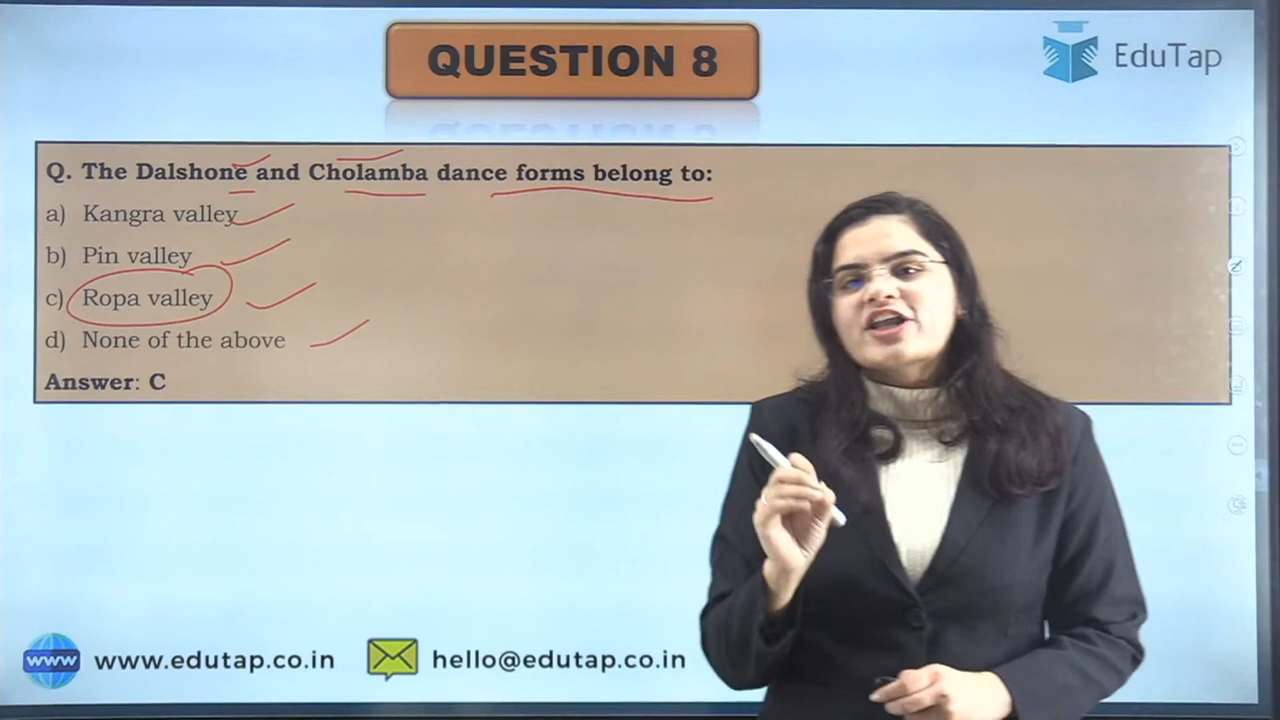 QUESTION 8
EduTap
Q. The Dalshone and Cholamba dance forms belong to:
a) Kangra valley
b) Pin valley
c) Ropa valley
d) None of the above
Answer: C
www www.edutap.co.in
hello@edutap.co.in